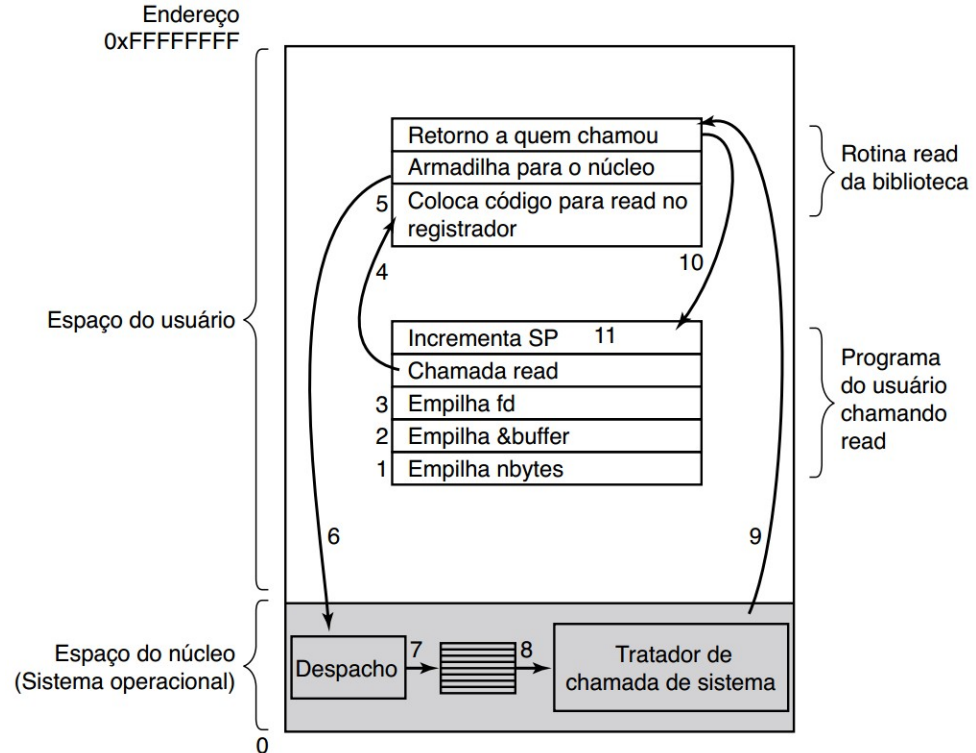 Endereço
0xFFFFFFFF
Retorno a quem chamou
Armadilha para o núcleo
5 Coloca código para read no
registrador
Rotina read
da biblioteca
4
10
Espaço do usuário
Incrementa SP 11
Chamada read
3 Empilha fd
2 Empilha &buffer
1 Empilha nbytes
Programa
do usuário
chamando
read
6
9
Espaço do núcleo
(Sistema operacional)
Despacho
7
8
Tratador de
chamada de sistema
0